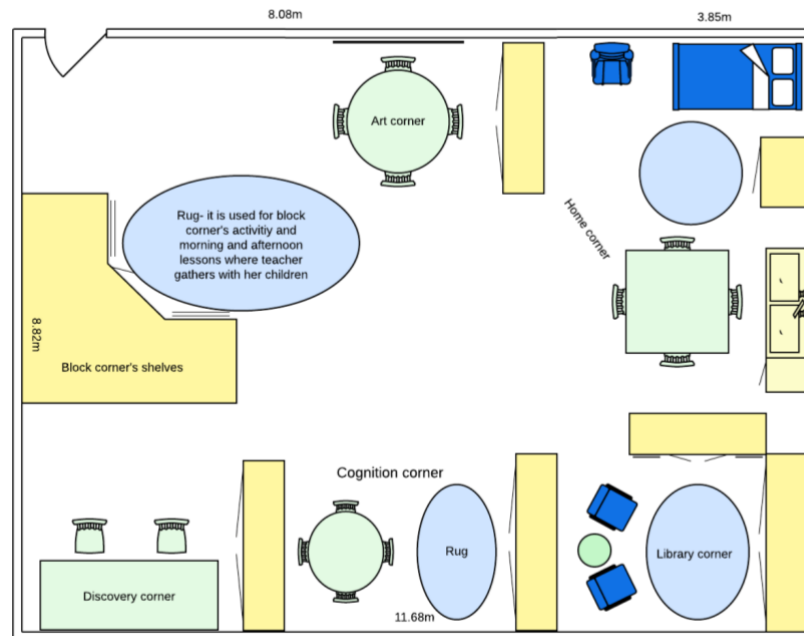 8.08m
3.85m
Art corner
Rug- it is used for block
corner's activitiy and
morning and afternoon
lessons where teacher
gathers with her children
Home corner
8.82m
Block corner's shelves
Cognition corner
Rug
Library corner
Discovery corner
11.68m